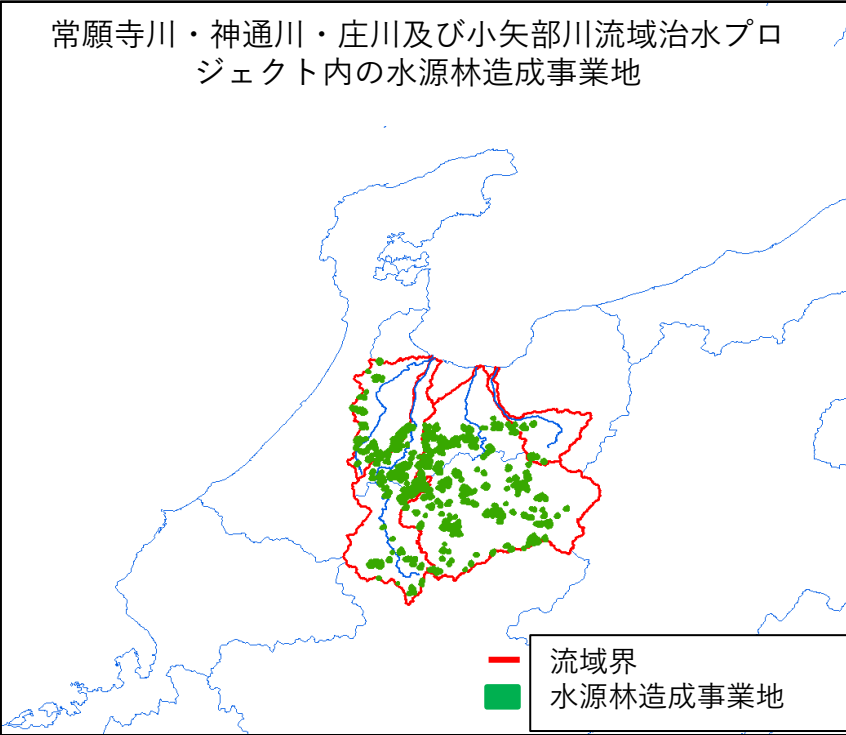 常願寺川・神通川・庄川及び小矢部川流域治水プロ
ジェクト内の水源林造成事業地
流域界
水源林造成事業地